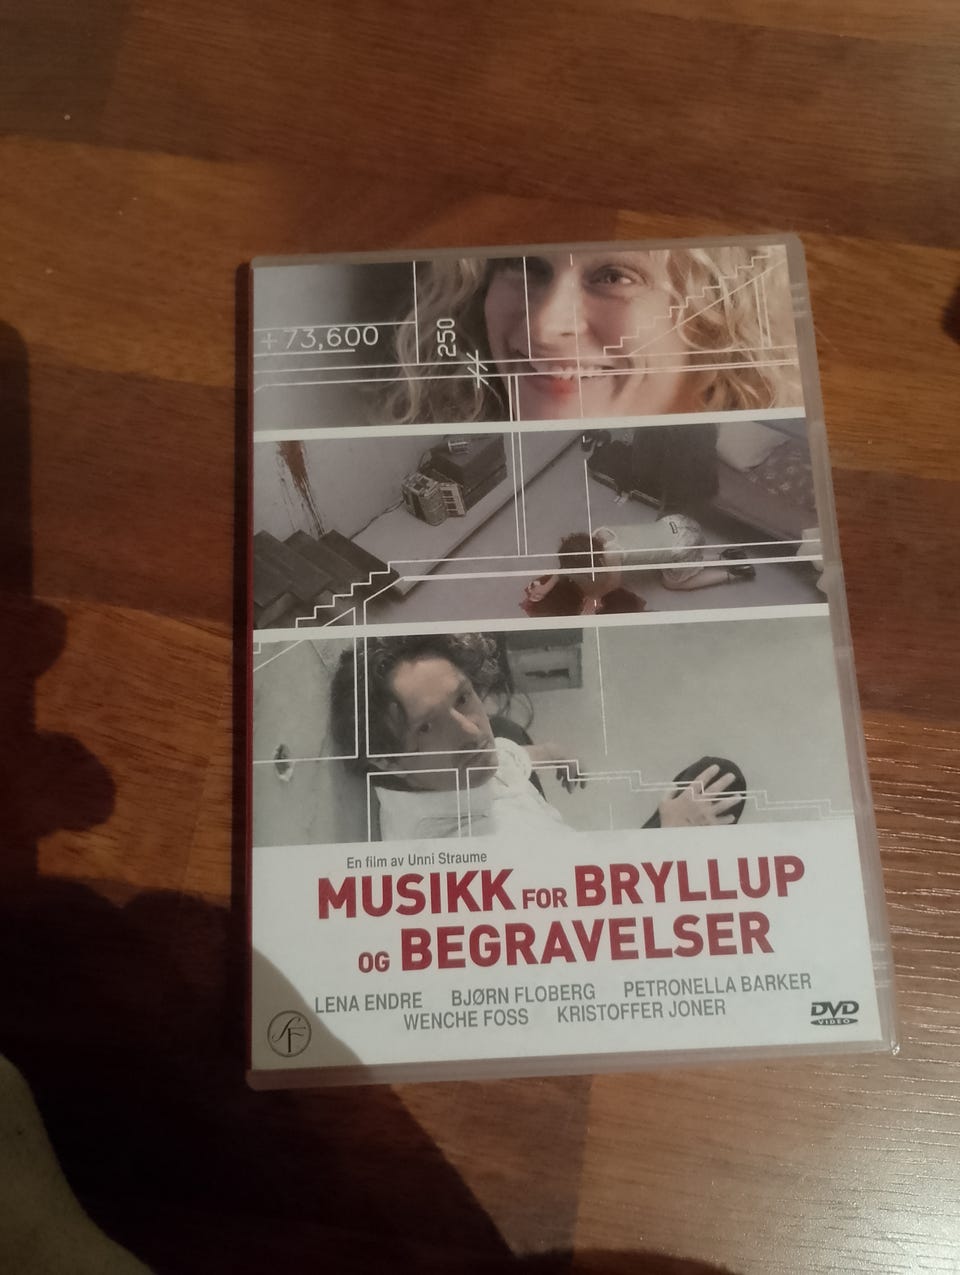 +73,600
250
En film av Unni Straume
MUSIKK FOR BRYLLUP
OG BEGRAVELSER
LENA ENDRE BJØRN FLOBERG PETRONELLA BARKER
WENCHE FOSS KRISTOFFER JONER
SF
DVD
VIDEO